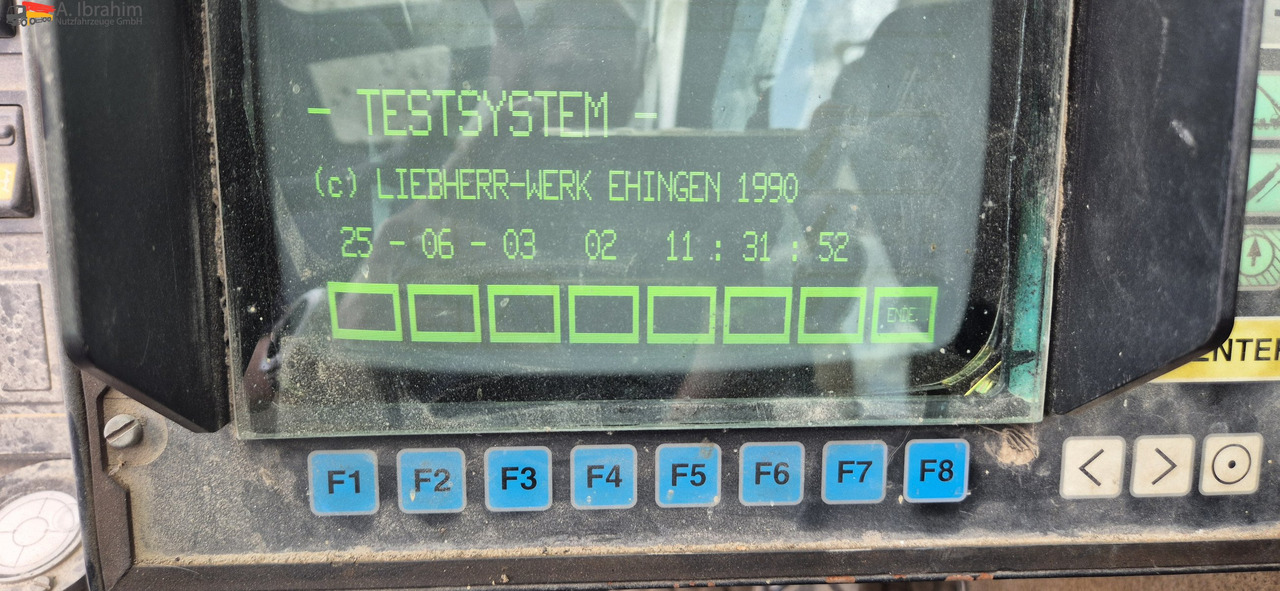 A. Ibrahim
Nutzfahrzeuge GmbH
- TESTSYSTEM -
(c) LIEBHERR-WERK EHINGEN 1990
25 - 06 - 03 02 11 : 31 : 52
ENDE
ENTER
F1 F2 F3 F4 F5 F6 F7 F8